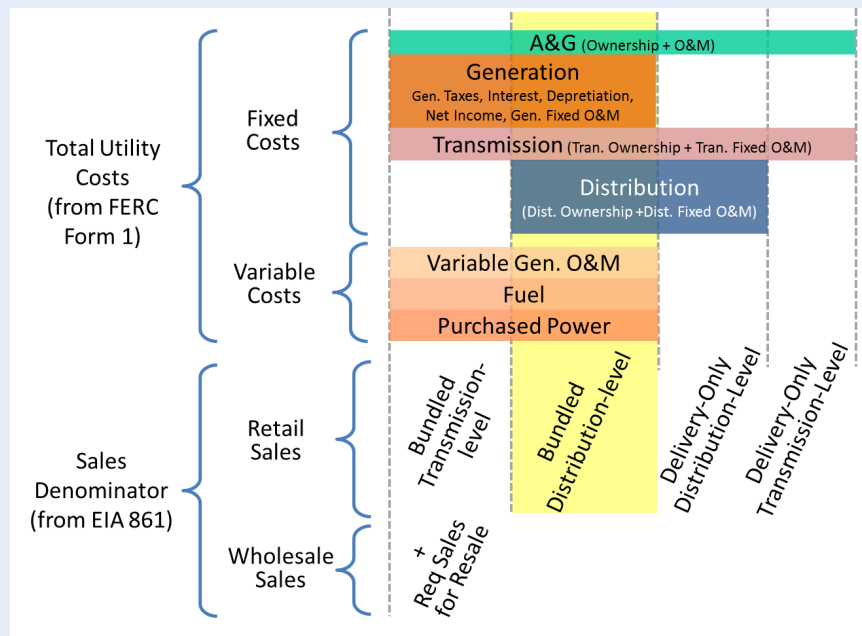 A&G (Ownership + O&M)
Generation
Gen. Taxes, Interest, Depretiation,
Net Income, Gen. Fixed O&M
Fixed
Costs
Transmission (Tran. Ownership + Tran. Fixed O&M)
Total Utility
Costs
(from FERC
Form 1)
Distribution
(Dist. Ownership +Dist. Fixed O&M)
Variable
Costs
Variable Gen. O&M
Fuel
Purchased Power
Retail
Sales
Bundled
Transmission-
level
Bundled
Distribution-level
Delivery-Only
Distribution-Level
Delivery-Only
Transmission-Level
Sales
Denominator
(from EIA 861)
Wholesale
Sales
+
Req Sales
for Resale